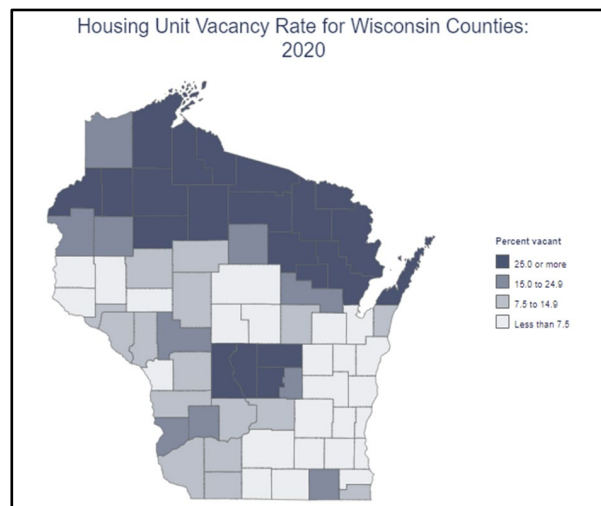 Housing Unit Vacancy Rate for Wisconsin Counties:
2020
Percent vacant
25.0 or more
15.0 to 24.9
7.5 to 14.9
Less than 7.5